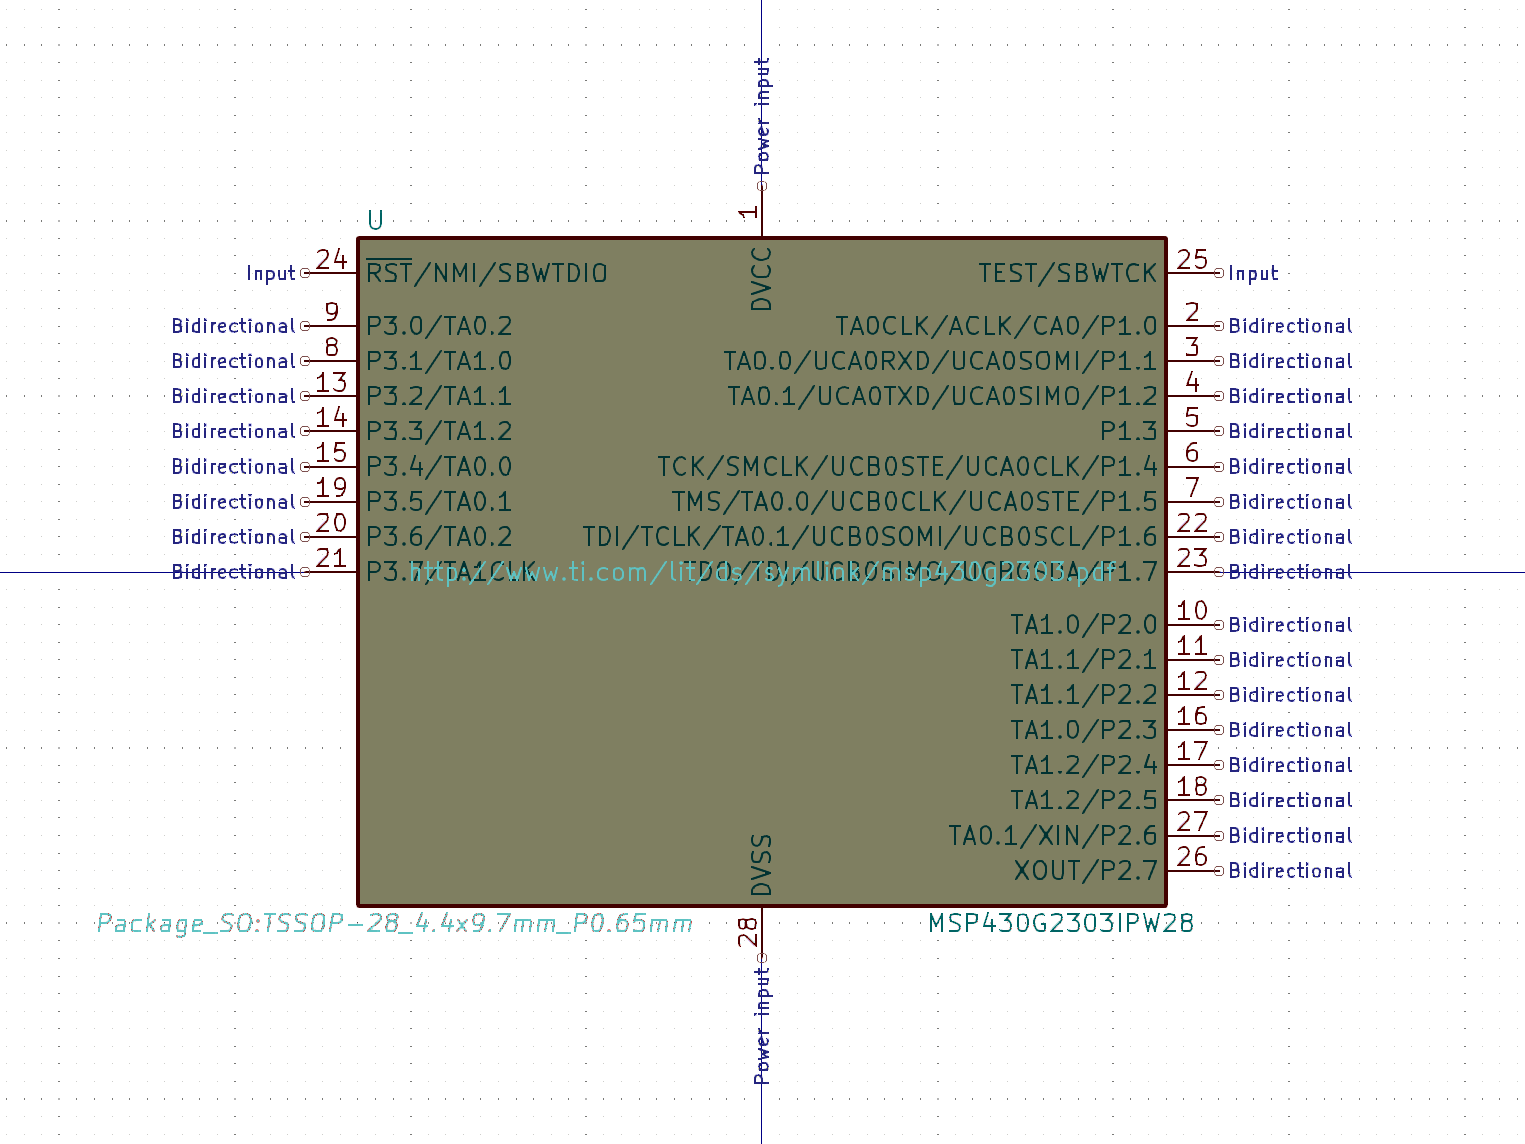 Power input
1
U
DVCC
Input 24 RST/NMI/SBWTDIO TEST/SBWTCK 25 Input
Bidirectional 9 P3.0/TA0.2 TA0CLK/ACLK/CA0/P1.0 2 Bidirectional
Bidirectional 8 P3.1/TA1.0 TA0.0/UCA0RXD/UCA0SOMI/P1.1 3 Bidirectional
Bidirectional 13 P3.2/TA1.1 TA0.1/UCA0TXD/UCA0SIMO/P1.2 4 Bidirectional
Bidirectional 14 P3.3/TA1.2 P1.3 5 Bidirectional
Bidirectional 15 P3.4/TA0.0 TCK/SMCLK/UCB0STE/UCA0CLK/P1.4 6 Bidirectional
Bidirectional 19 P3.5/TA0.1 TMS/TA0.0/UCB0CLK/UCA0STE/P1.5 7 Bidirectional
Bidirectional 20 P3.6/TA0.2 TDI/TCLK/TA0.1/UCB0SOMI/UCB0SCL/P1.6 22 Bidirectional
Bidirectional 21 P3.7/TA1CLK TDO/TDI/UCB0SIMO/UCB0SDA/P1.7 23 Bidirectional
http://www.ti.com/lit/ds/symlink/msp430g2303.pdf
TA1.0/P2.0 10 Bidirectional
TA1.1/P2.1 11 Bidirectional
TA1.1/P2.2 12 Bidirectional
TA1.0/P2.3 16 Bidirectional
TA1.2/P2.4 17 Bidirectional
TA1.2/P2.5 18 Bidirectional
TA0.1/XIN/P2.6 27 Bidirectional
XOUT/P2.7 26 Bidirectional
DVSS
Package_SO:TSSOP-28_4.4x9.7mm_P0.65mm
28
MSP430G2303IPW28
Power input